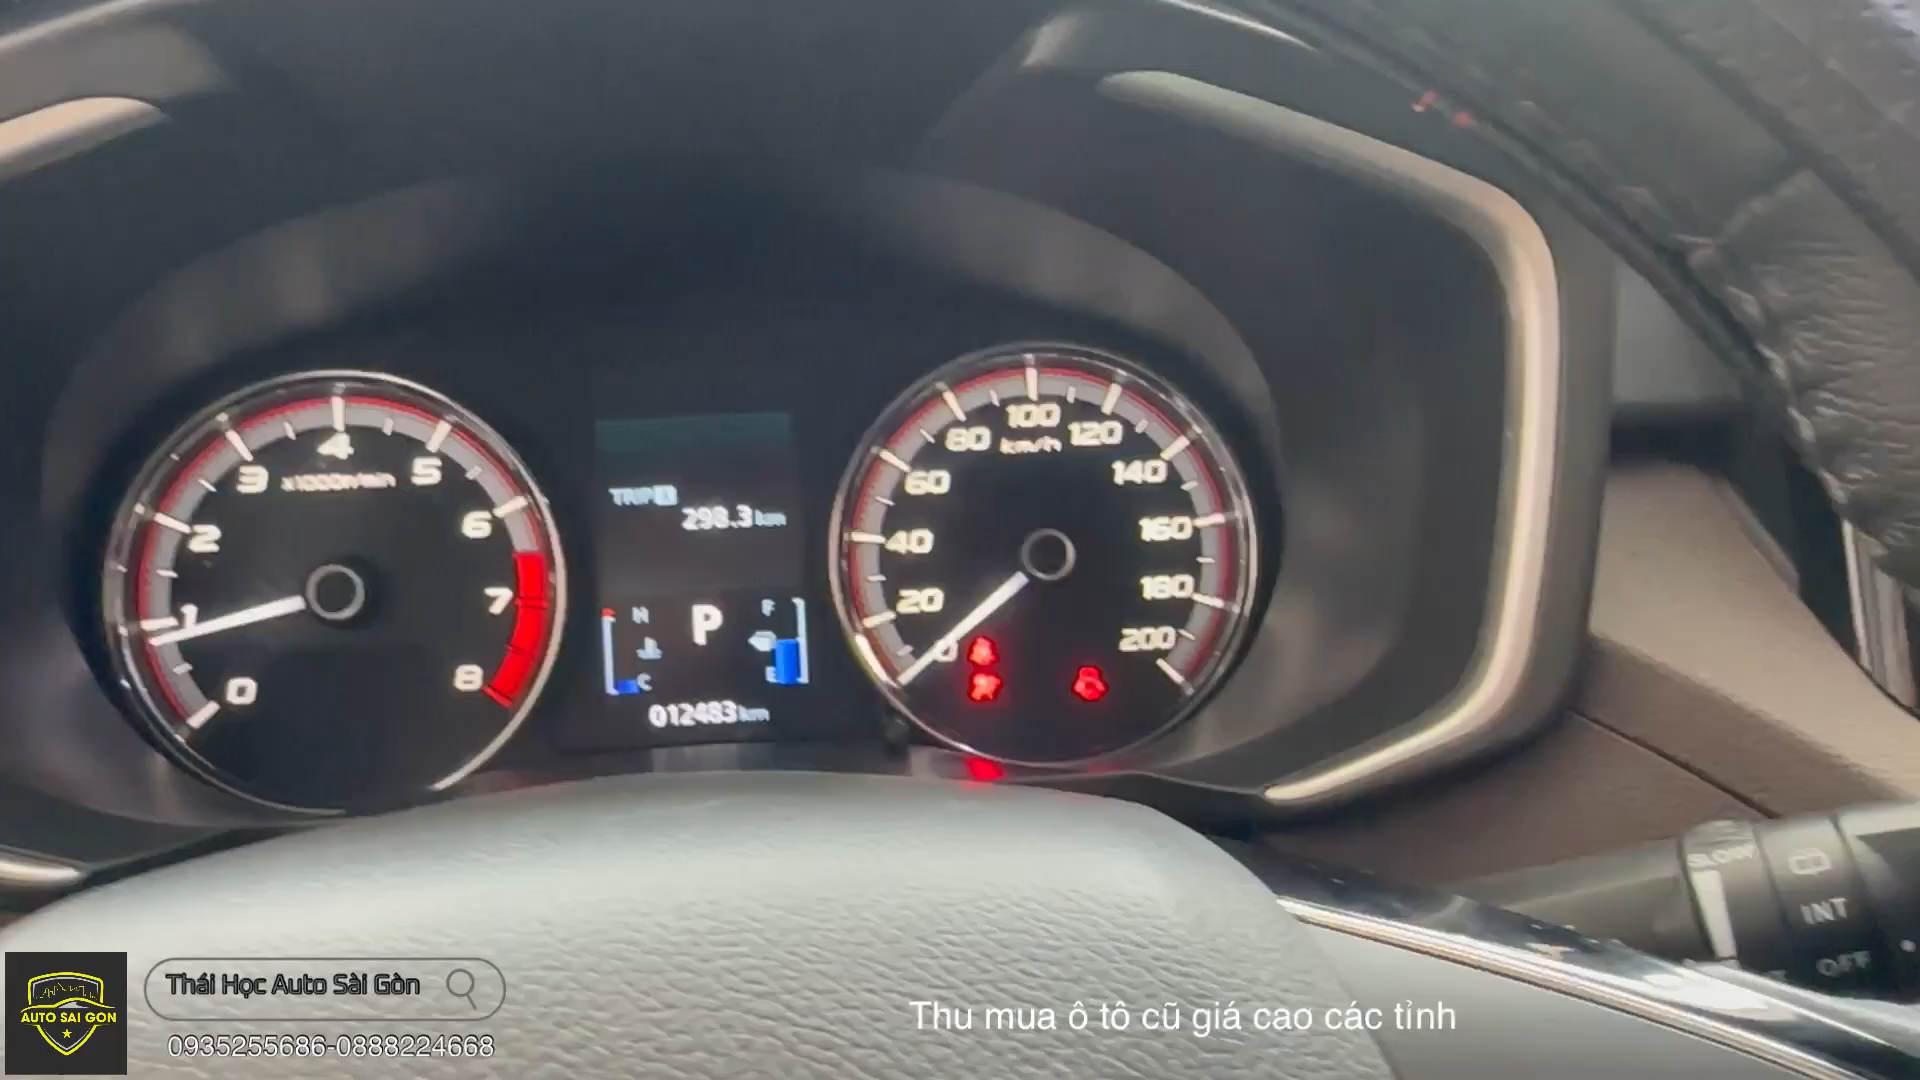 0
1
2
3
4
5
6
7
8
x1000r/min
TRIP A
298.3 km
H
C
P
F
E
012483 km
0
20
40
60
80
100
120
140
160
180
200
km/h
SLOW
INT
OFF
AUTO SAI GON
Thái Học Auto Sài Gòn
0935255686-0888224668
Thu mua ô tô cũ giá cao các tỉnh